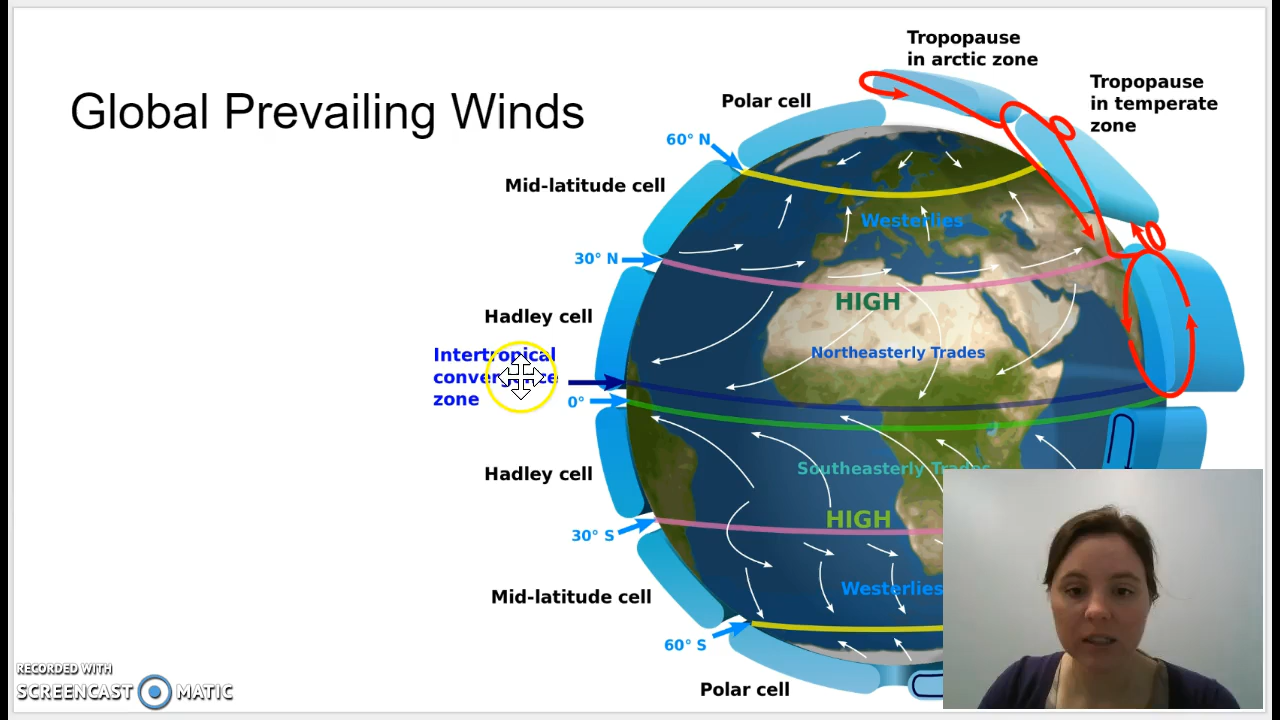 Global Prevailing Winds
Tropopause
in arctic zone
Tropopause
in temperate
zone
Polar cell
60° N
Mid-latitude cell
Westerlies
30° N
HIGH
Hadley cell
Northeasterly Trades
Intertropical
convergence
zone
0°
Southeasterly Trades
Hadley cell
HIGH
30° S
Westerlies
Mid-latitude cell
60° S
Polar cell
RECORDED WITH
SCREENCAST MATIC